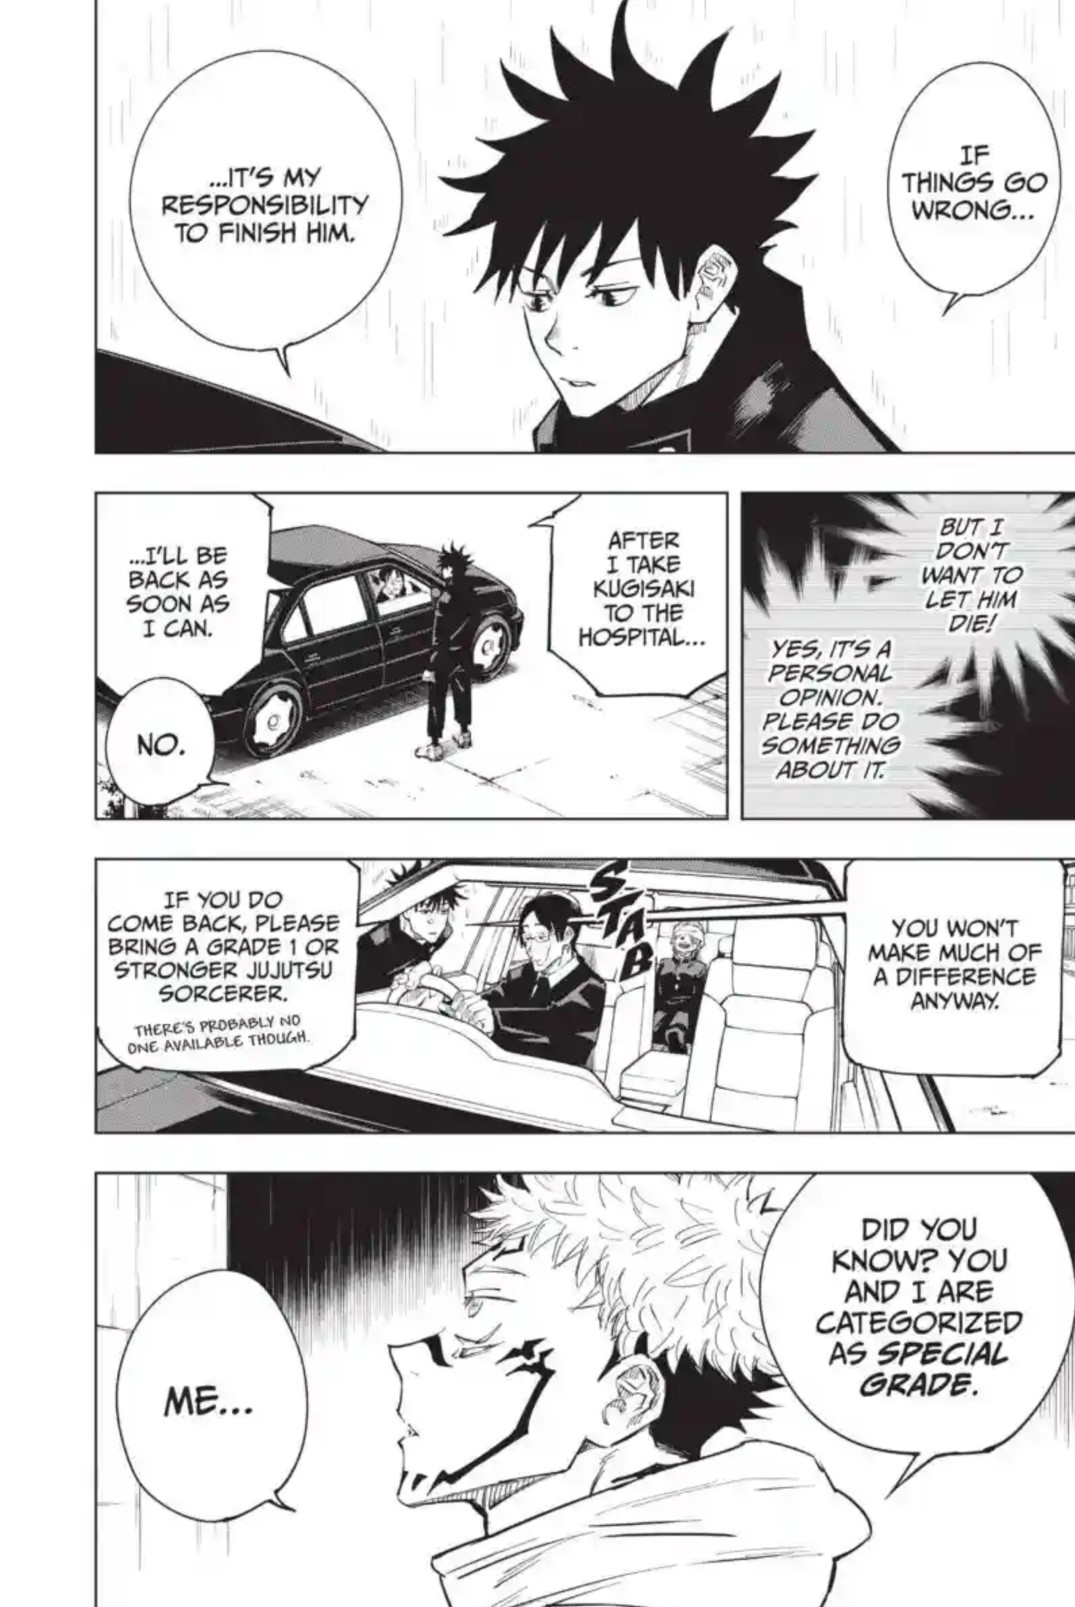 IF
THINGS GO
WRONG...
...IT'S MY
RESPONSIBILITY
TO FINISH HIM.
BUT I
DON'T
WANT TO
LET HIM
DIE!
YES, IT'S A
PERSONAL
OPINION.
PLEASE DO
SOMETHING
ABOUT IT.
AFTER
I TAKE
KUGISAKI
TO THE
HOSPITAL...
...I'LL BE
BACK AS
SOON AS
I CAN.
NO.
YOU WON'T
MAKE MUCH OF
A DIFFERENCE
ANYWAY.
STAB
IF YOU DO
COME BACK, PLEASE
BRING A GRADE 1 OR
STRONGER JUJUTSU
SORCERER.
THERE'S PROBABLY NO
ONE AVAILABLE THOUGH.
DID YOU
KNOW? YOU
AND I ARE
CATEGORIZED
AS SPECIAL
GRADE.
ME...